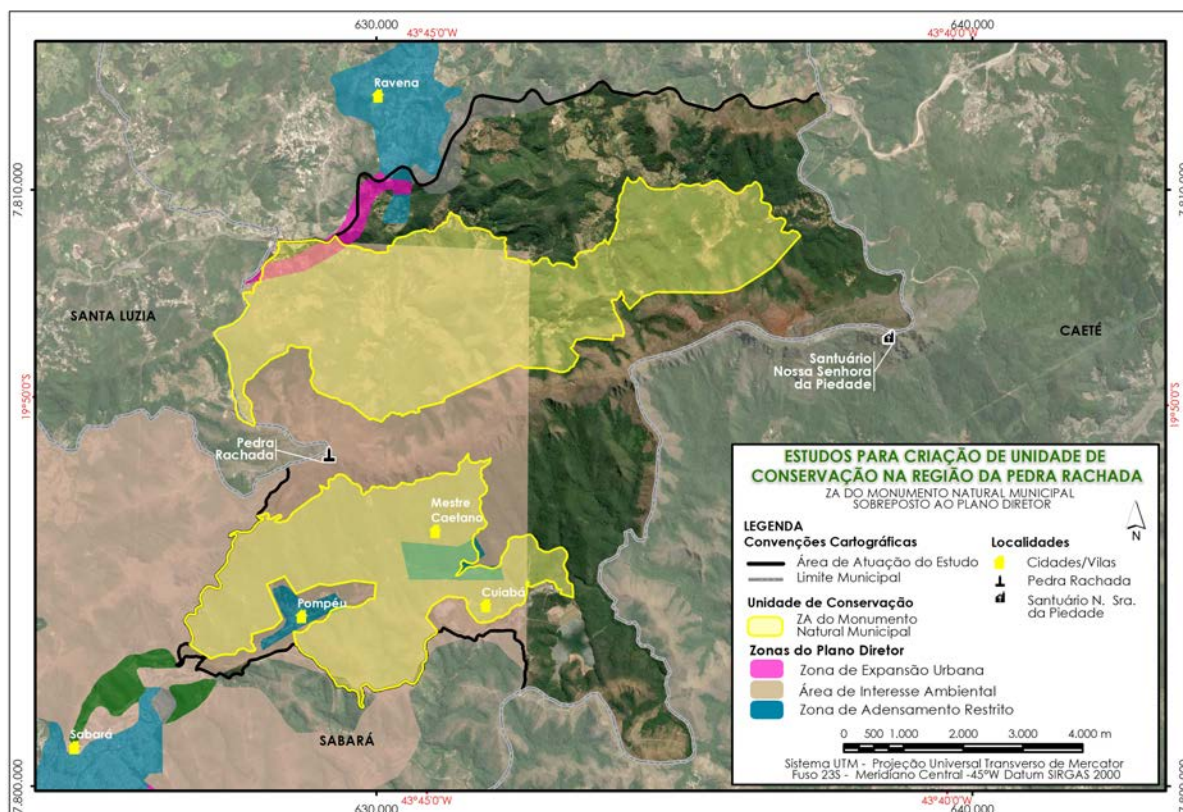 630.000
640.000
43°45'0"W
43°40'0"W
Ravena
7.810.000
7.810.000
SANTA LUZIA
CAETÉ
Santuário
Nossa Senhora
da Piedade
19°50'0"S
19°50'0"S
Pedra
Rachada
Mestre
Caetano
Cuiabá
Pompéu
Sabará
SABARÁ
ESTUDOS PARA CRIAÇÃO DE UNIDADE DE
CONSERVAÇÃO NA REGIÃO DA PEDRA RACHADA
ZA DO MONUMENTO NATURAL MUNICIPAL
SOBREPOSTO AO PLANO DIRETOR
N
LEGENDA
Convenções Cartográficas
Área de Atuação do Estudo
Limite Municipal
Unidade de Conservação
ZA do Monumento
Natural Municipal
Zonas do Plano Diretor
Zona de Expansão Urbana
Área de Interesse Ambiental
Zona de Adensamento Restrito
Localidades
Cidades/Vilas
Pedra Rachada
Santuário N. Sra.
da Piedade
0 500 1.000 2.000 3.000 4.000 m
Sistema UTM - Projeção Universal Transverso de Mercator
Fuso 23S - Meridiano Central -45°W Datum SIRGAS 2000
7.800.000
43°45'0"W
43°40'0"W
630.000
640.000